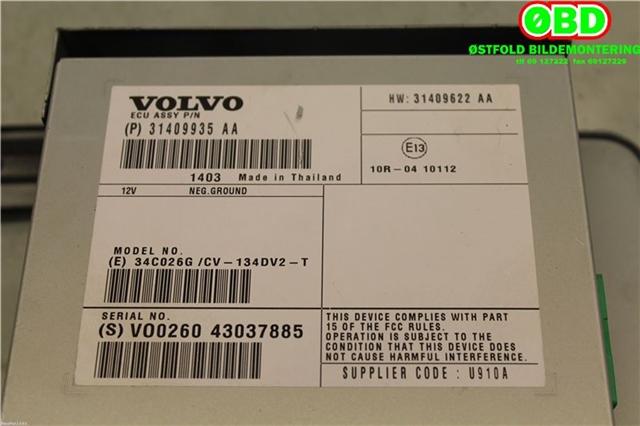 ØBD
ØSTFOLD BILDEMONTERING
tlf 69 127222 fax 69127229
VOLVO
ECU ASSY P/N
(P) 31409935 AA
1403 Made in Thailand
HW: 31409622 AA
E13
10R-04 10112
12V NEG.GROUND
MODEL NO.
(E) 34C026G /CV-134DV2-T
SERIAL NO.
(S) VO0260 43037885
THIS DEVICE COMPLIES WITH PART
15 OF THE FCC RULES.
OPERATION IS SUBJECT TO THE
CONDITION THAT THIS DEVICE DOES
NOT CAUSE HARMFUL INTERFERENCE.
SUPPLIER CODE : U910A